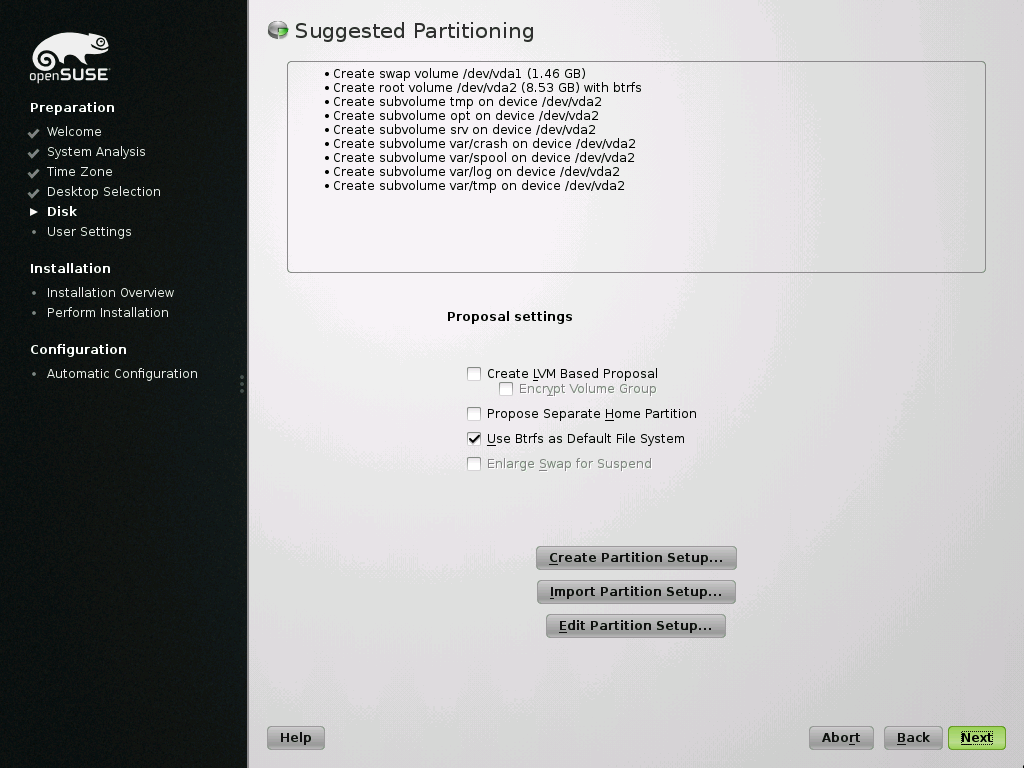 openSUSE
Preparation
Welcome
System Analysis
Time Zone
Desktop Selection
Disk
User Settings
Installation
Installation Overview
Perform Installation
Configuration
Automatic Configuration
Suggested Partitioning
• Create swap volume /dev/vda1 (1.46 GB)
• Create root volume /dev/vda2 (8.53 GB) with btrfs
• Create subvolume tmp on device /dev/vda2
• Create subvolume opt on device /dev/vda2
• Create subvolume srv on device /dev/vda2
• Create subvolume var/crash on device /dev/vda2
• Create subvolume var/spool on device /dev/vda2
• Create subvolume var/log on device /dev/vda2
• Create subvolume var/tmp on device /dev/vda2
Proposal settings
Create LVM Based Proposal
Encrypt Volume Group
Propose Separate Home Partition
Use Btrfs as Default File System
Enlarge Swap for Suspend
Create Partition Setup...
Import Partition Setup...
Edit Partition Setup...
Help Abort Back Next